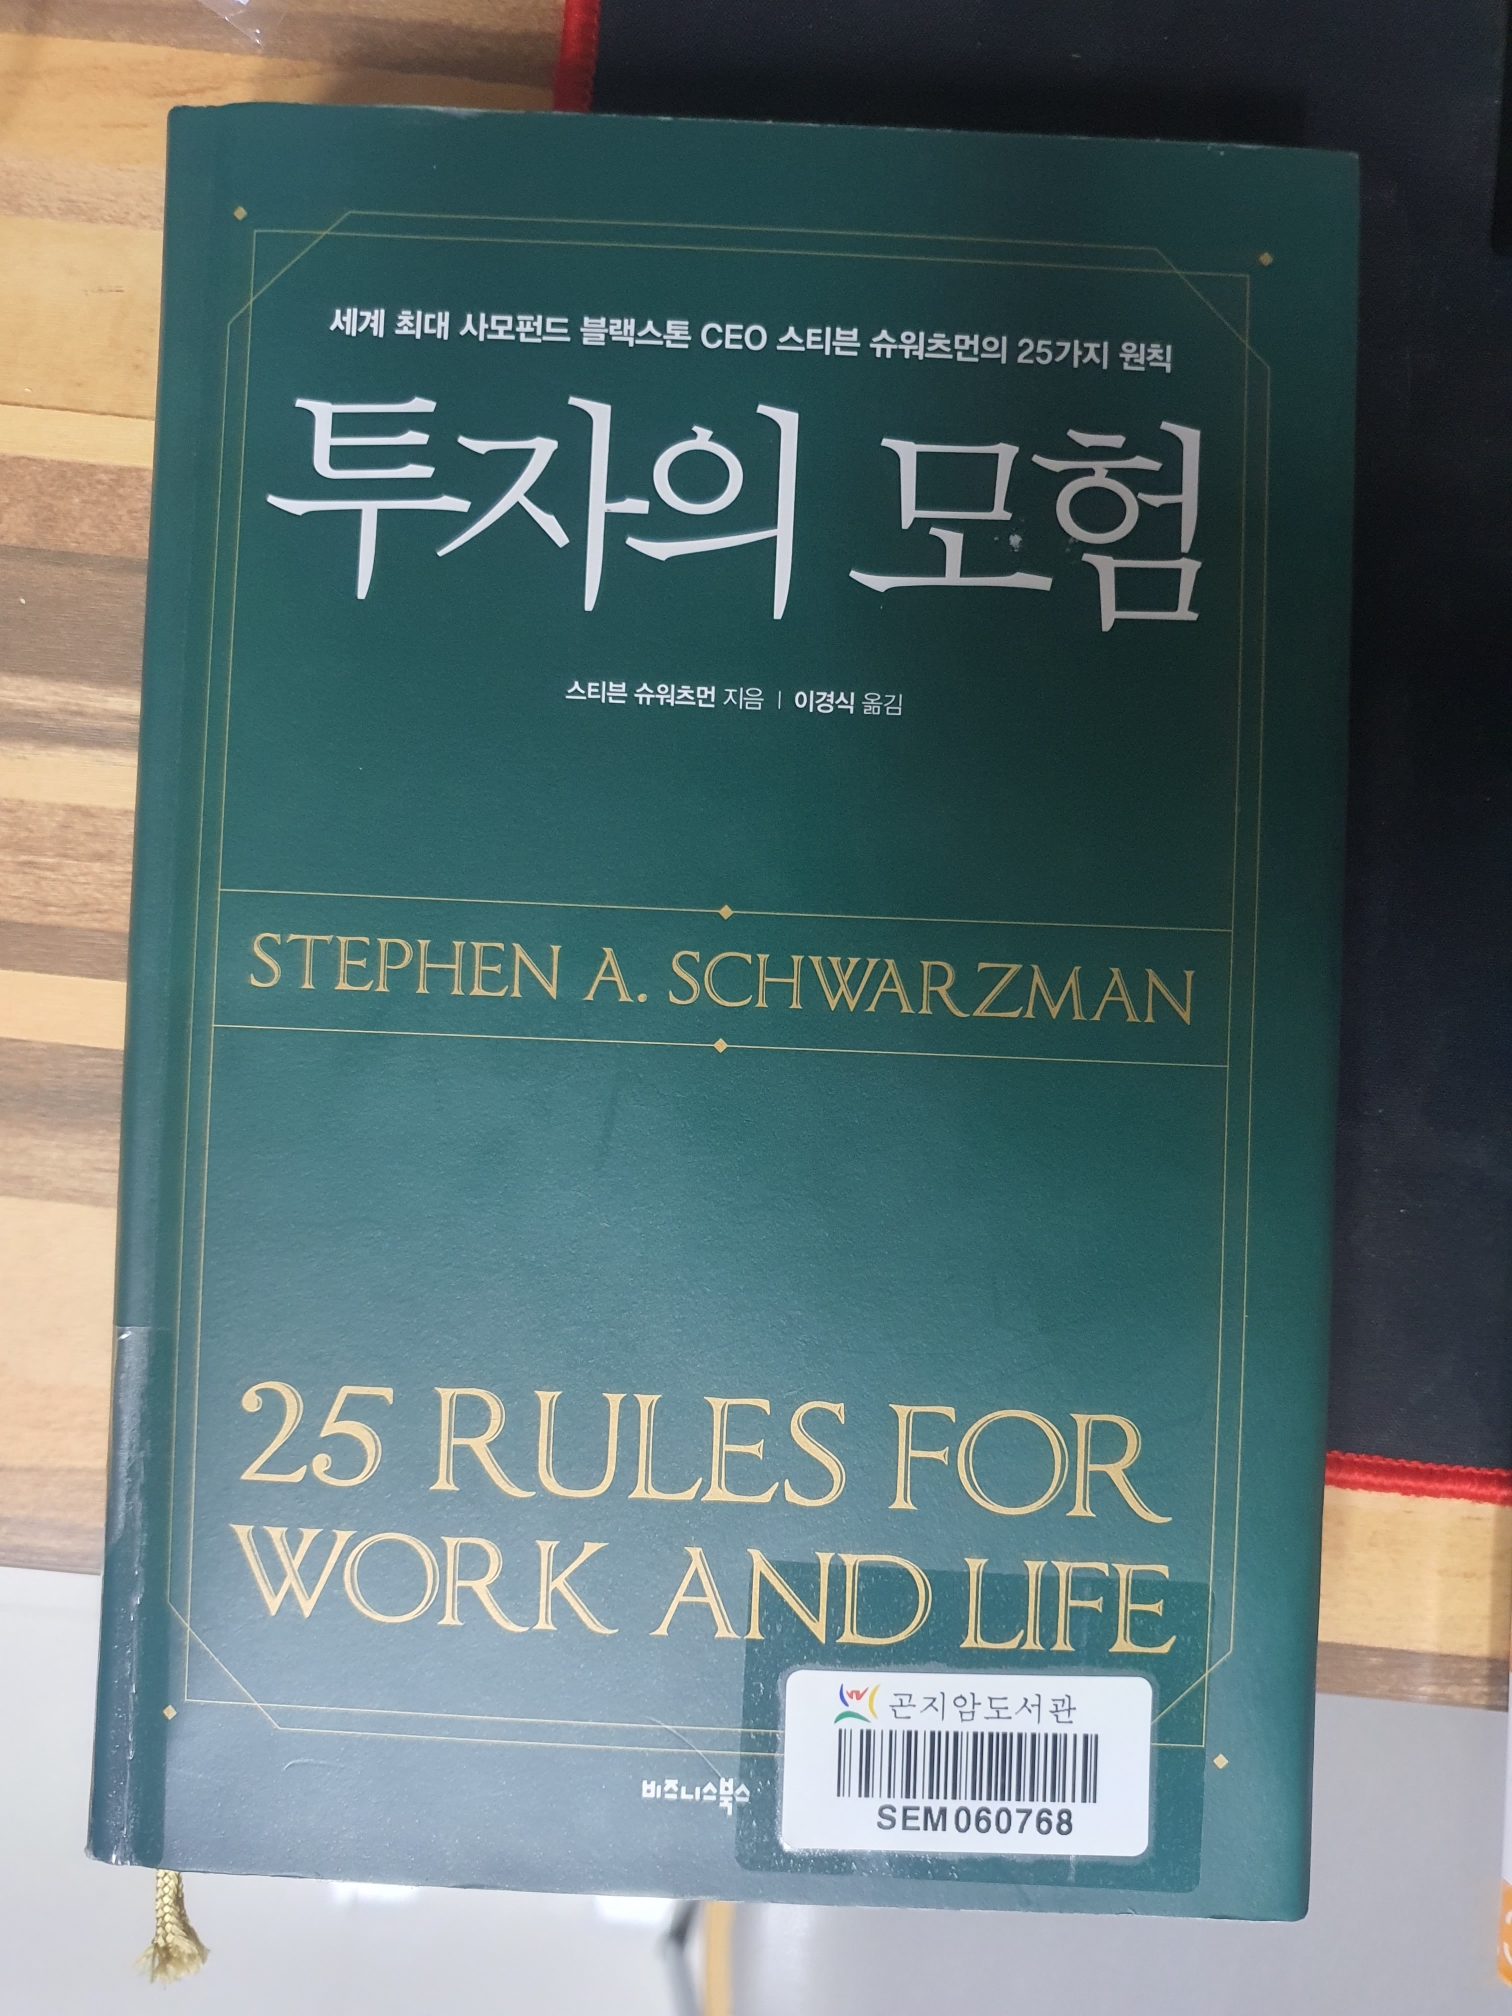 세계 최대 사모펀드 블랙스톤 CEO 스티븐 슈워츠먼의 25가지 원칙
투자의 모험
스티븐 슈워츠먼 지음 | 이경식 옮김
STEPHEN A. SCHWARZMAN
25 RULES FOR
WORK AND LIFE
곤지암도서관
비즈니스북스
SEM060768